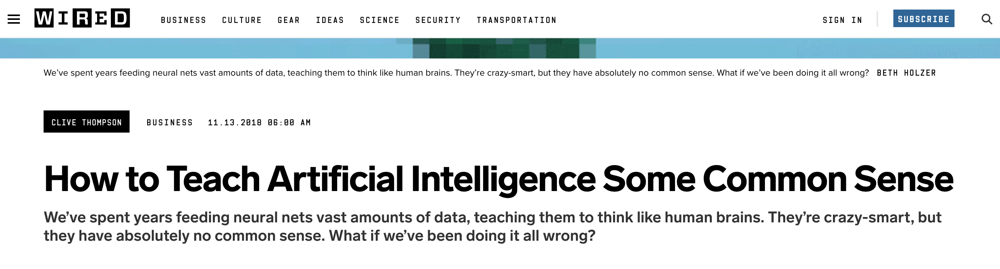 WIRED BUSINESS CULTURE GEAR IDEAS SCIENCE SECURITY TRANSPORTATION SIGN IN SUBSCRIBE
We’ve spent years feeding neural nets vast amounts of data, teaching them to think like human brains. They’re crazy-smart, but they have absolutely no common sense. What if we’ve been doing it all wrong? BETH HOLZER
CLIVE THOMPSON BUSINESS 11.13.2018 06:00 AM
How to Teach Artificial Intelligence Some Common Sense
We’ve spent years feeding neural nets vast amounts of data, teaching them to think like human brains. They’re crazy-smart, but
they have absolutely no common sense. What if we’ve been doing it all wrong?